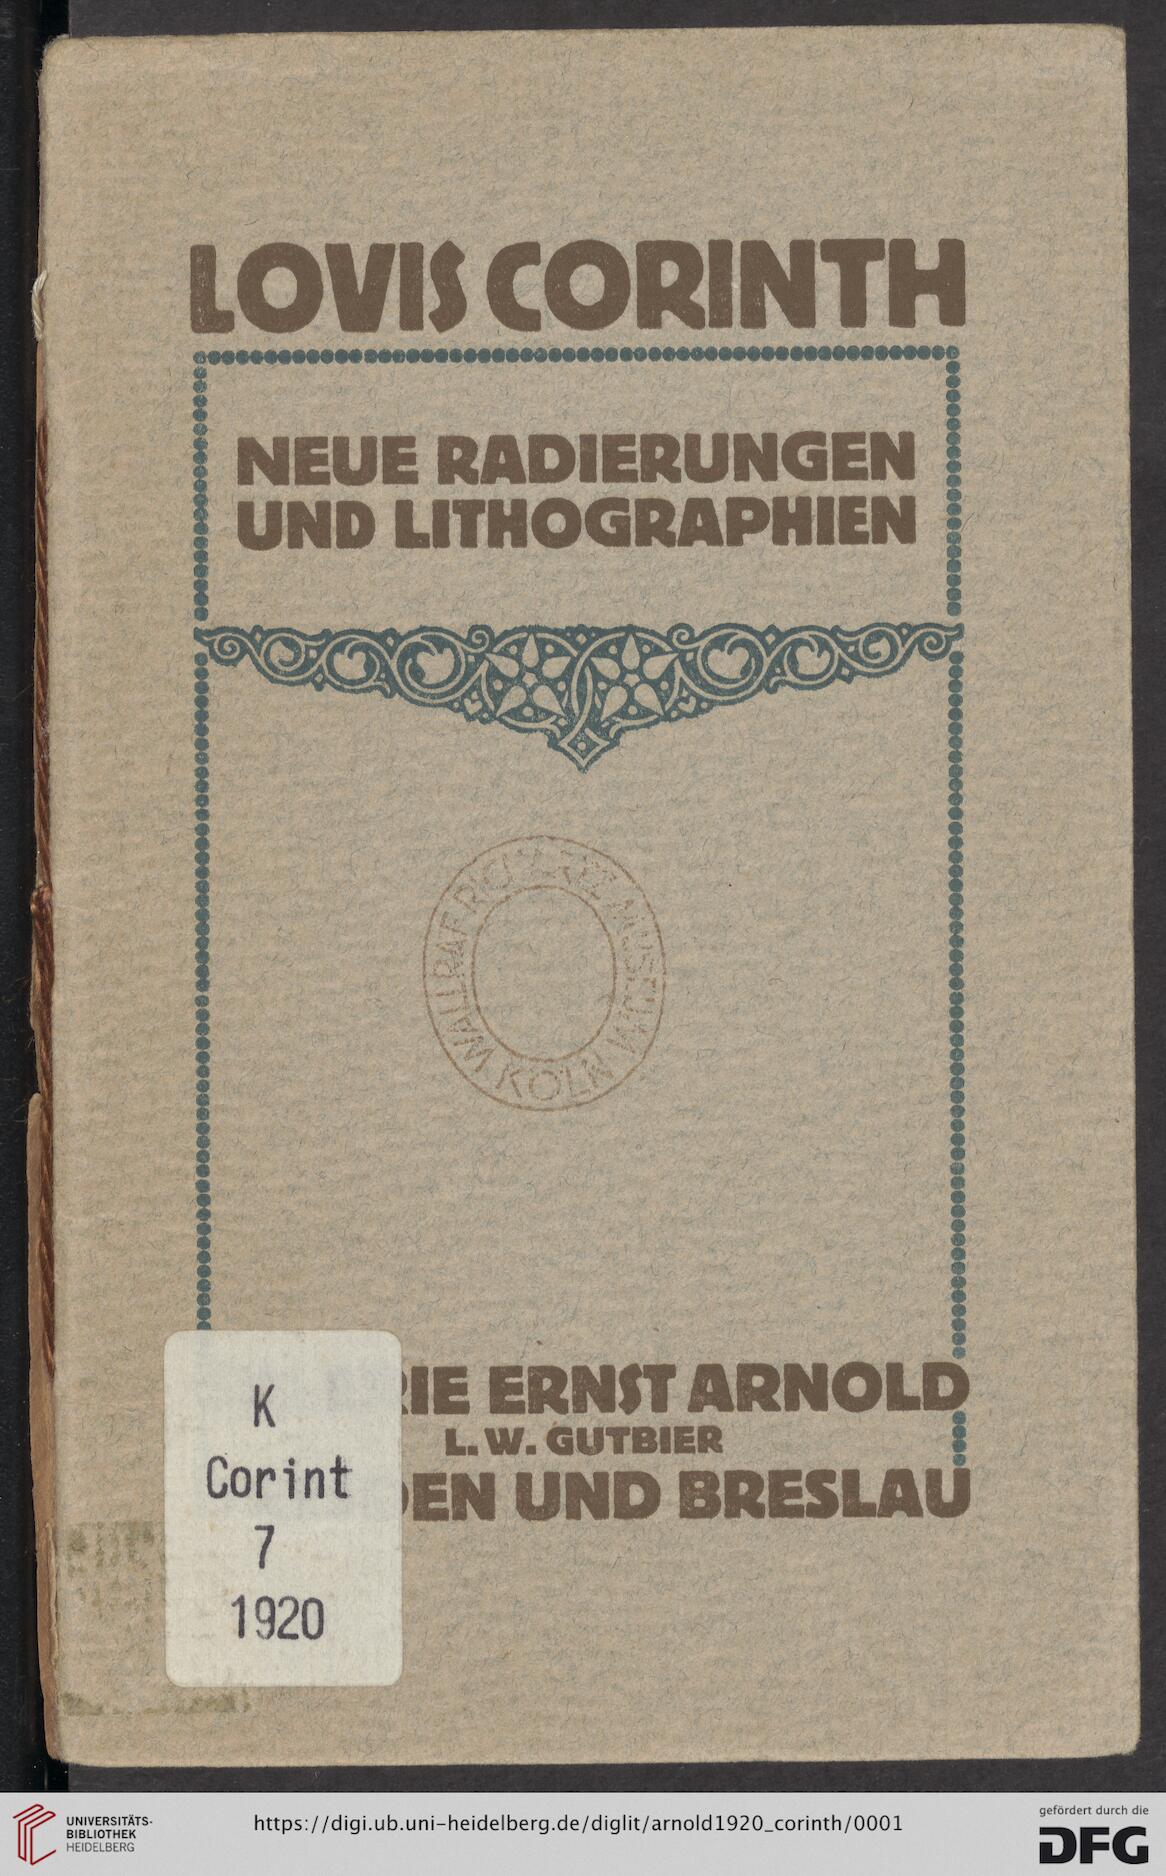 LOVIS CORINTH
NEUE RADIERUNGEN
UND LITHOGRAPHIEN
WALLRAF RICHARTZ MUSEUM
KÖLN
RIE ERNST ARNOLD
L. W. GUTBIER
DEN UND BRESLAU
K
Corint
7
1920
UNIVERSITÄTS-
BIBLIOTHEK
HEIDELBERG
https://digi.ub.uni-heidelberg.de/diglit/arnold1920_corinth/0001
gefördert durch die
DFG